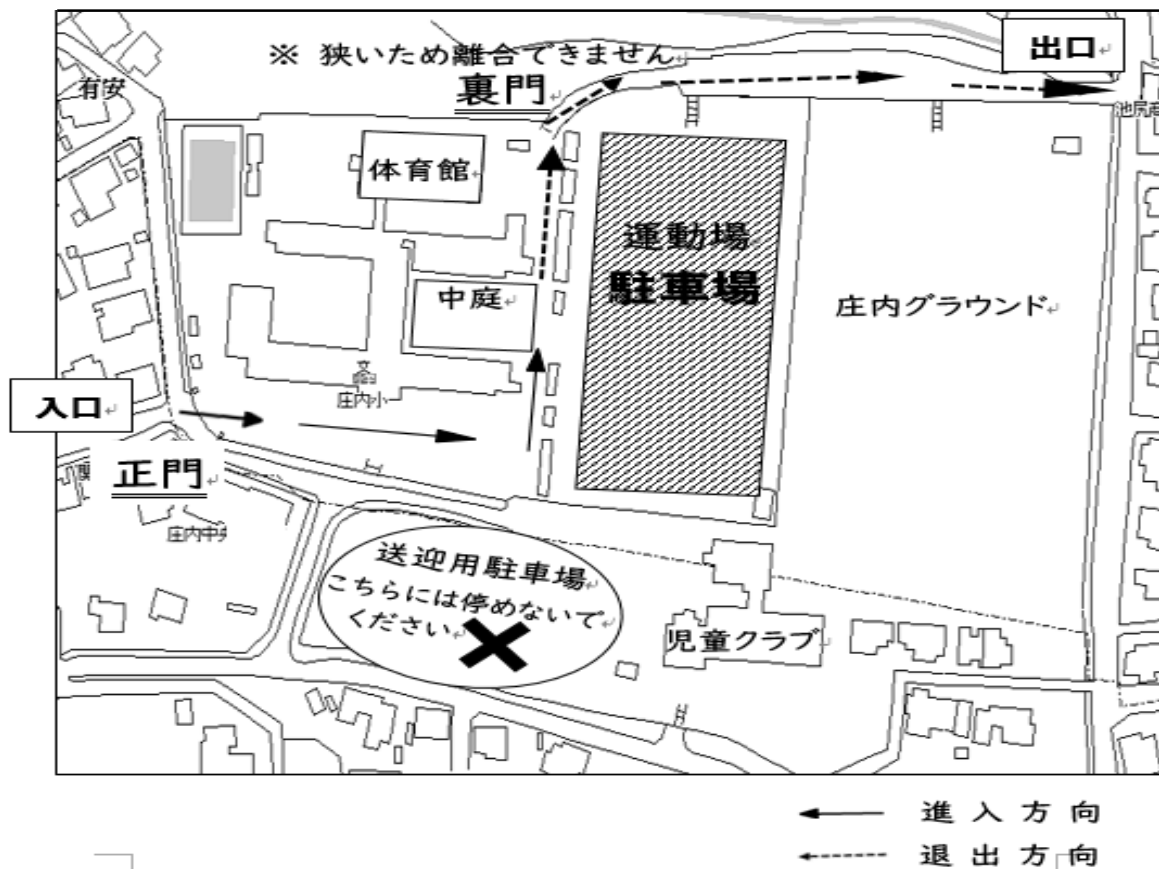 ※ 狭いため離合できません
出口
裏門
有安
体育館
運動場
駐車場
中庭
庄内グラウンド
入口
庄内小
正門
送迎用駐車場
こちらには停めないで
ください
児童クラブ
進入方向
退出方向